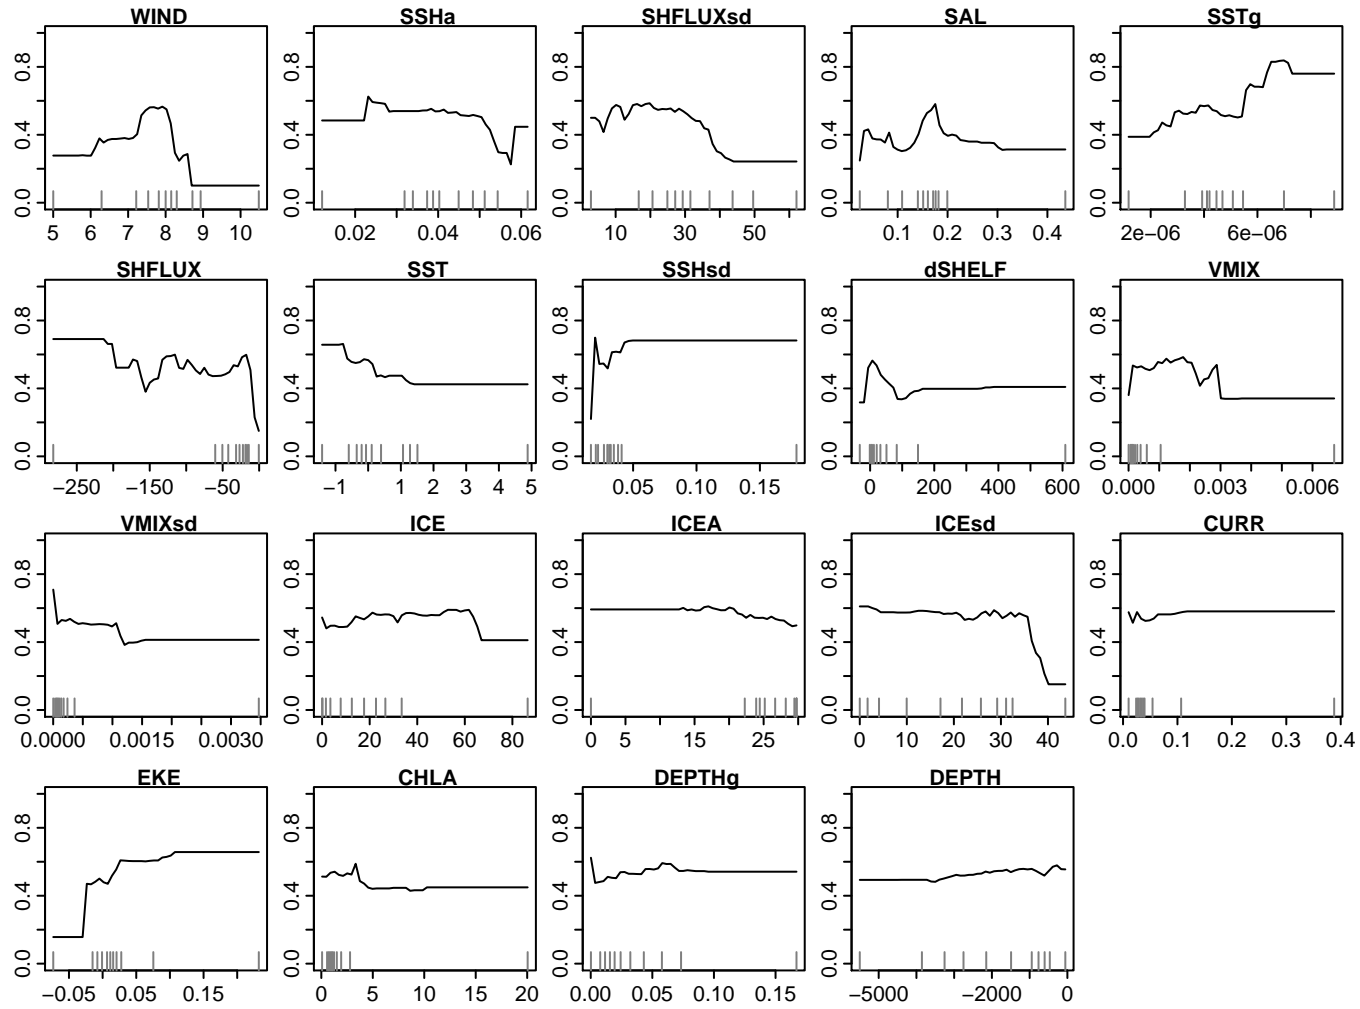 WIND SSHa SHFLUXsd SAL SSTg
0.0 0.4 0.8 0.0 0.4 0.8 0.0 0.4 0.8 0.0 0.4 0.8 0.0 0.4 0.8
5 6 7 8 9 10 0.02 0.04 0.06 10 30 50 0.1 0.2 0.3 0.4 2e−06 6e−06
SHFLUX SST SSHsd dSHELF VMIX
0.0 0.4 0.8 0.0 0.4 0.8 0.0 0.4 0.8 0.0 0.4 0.8 0.0 0.4 0.8
−250 −150 −50 −1 1 2 3 4 5 0.05 0.10 0.15 0 200 400 600 0.000 0.003 0.006
VMIXsd ICE ICEA ICEsd CURR
0.0 0.4 0.8 0.0 0.4 0.8 0.0 0.4 0.8 0.0 0.4 0.8 0.0 0.4 0.8
0.0000 0.0015 0.0030 0 20 40 60 80 0 5 15 25 0 10 20 30 40 0.0 0.1 0.2 0.3 0.4
EKE CHLA DEPTHg DEPTH
0.0 0.4 0.8 0.0 0.4 0.8 0.0 0.4 0.8 0.0 0.4 0.8
−0.05 0.05 0.15 0 5 10 15 20 0.00 0.05 0.10 0.15 −5000 −2000 0